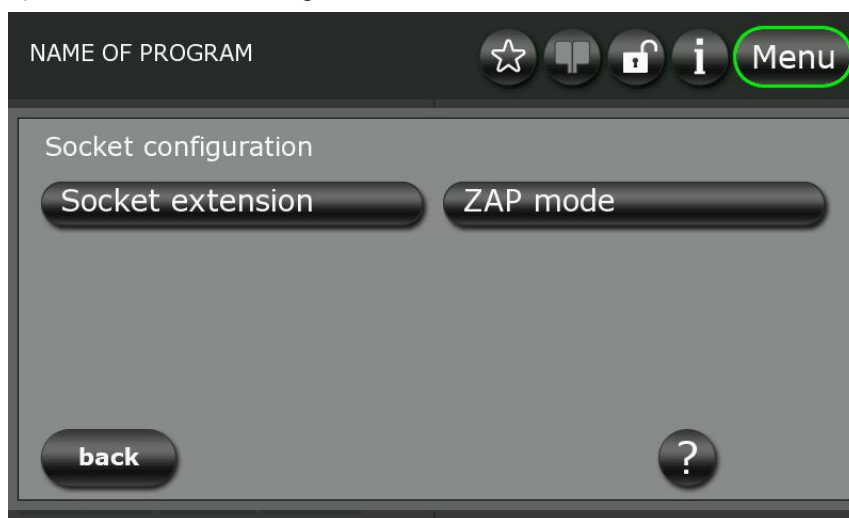 NAME OF PROGRAM
i
Menu
Socket configuration
Socket extension
ZAP mode
back
?